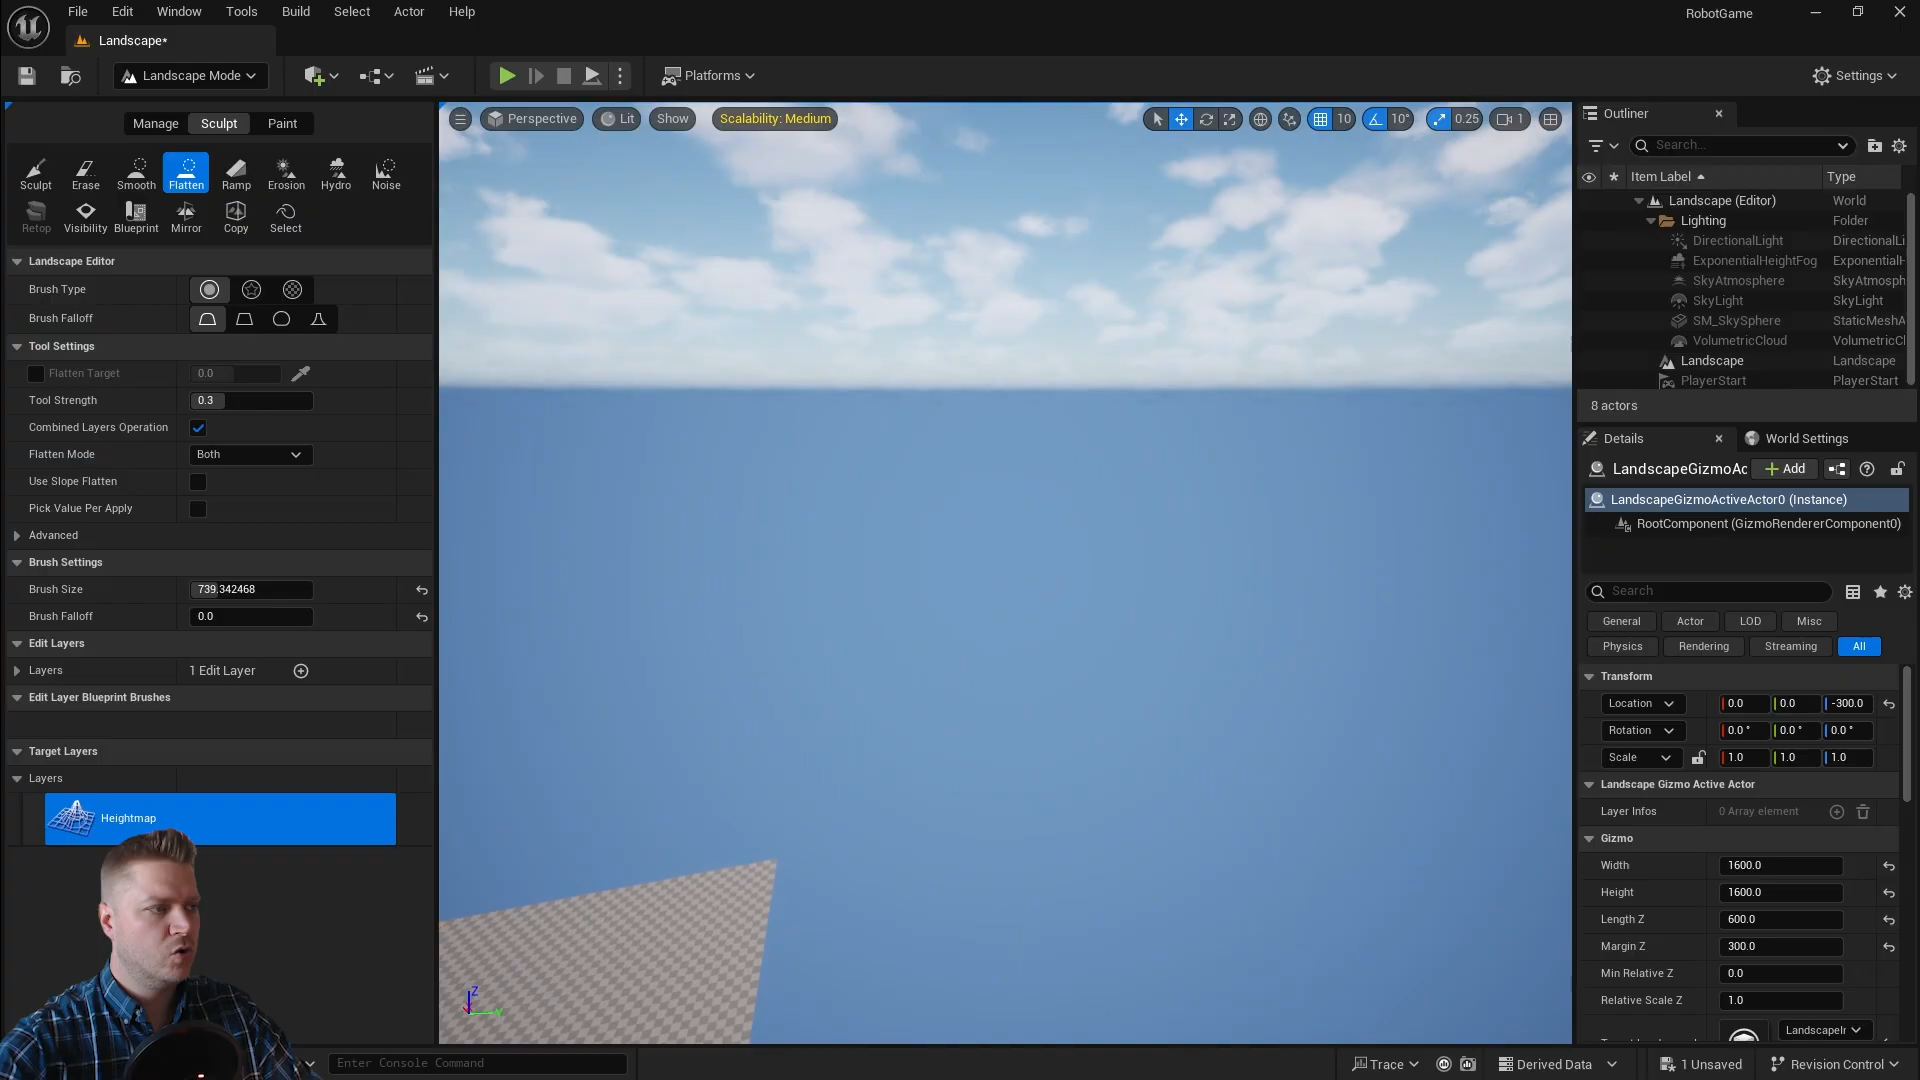 File Edit Window Tools Build Select Actor Help
RobotGame
Landscape*
Landscape Mode
Platforms
Settings
Manage Sculpt Paint
Sculpt Erase Smooth Flatten Ramp Erosion Hydro Noise
Retop Visibility Blueprint Mirror Copy Select
Landscape Editor
Brush Type
Brush Falloff
Tool Settings
Flatten Target 0.0
Tool Strength 0.3
Combined Layers Operation
Flatten Mode Both
Use Slope Flatten
Pick Value Per Apply
Advanced
Brush Settings
Brush Size 739.342468
Brush Falloff 0.0
Edit Layers
Layers 1 Edit Layer
Edit Layer Blueprint Brushes
Target Layers
Layers
Heightmap
Perspective Lit Show Scalability: Medium
10 10° 0.25 1
Z
Outliner
Search...
Item Label Type
Landscape (Editor) World
Lighting Folder
DirectionalLight DirectionalLi
ExponentialHeightFog ExponentialH
SkyAtmosphere SkyAtmosph
SkyLight SkyLight
SM_SkySphere StaticMeshA
VolumetricCloud VolumetricCl
Landscape Landscape
PlayerStart PlayerStart
8 actors
Details World Settings
LandscapeGizmoAc Add
LandscapeGizmoActiveActor0 (Instance)
RootComponent (GizmoRendererComponent0)
Search
General Actor LOD Misc
Physics Rendering Streaming All
Transform
Location 0.0 0.0 -300.0
Rotation 0.0 ° 0.0 ° 0.0 °
Scale 1.0 1.0 1.0
Landscape Gizmo Active Actor
Layer Infos 0 Array element
Gizmo
Width 1600.0
Height 1600.0
Length Z 600.0
Margin Z 300.0
Min Relative Z 0.0
Relative Scale Z 1.0
LandscapeIr
Enter Console Command
Trace Derived Data 1 Unsaved Revision Control